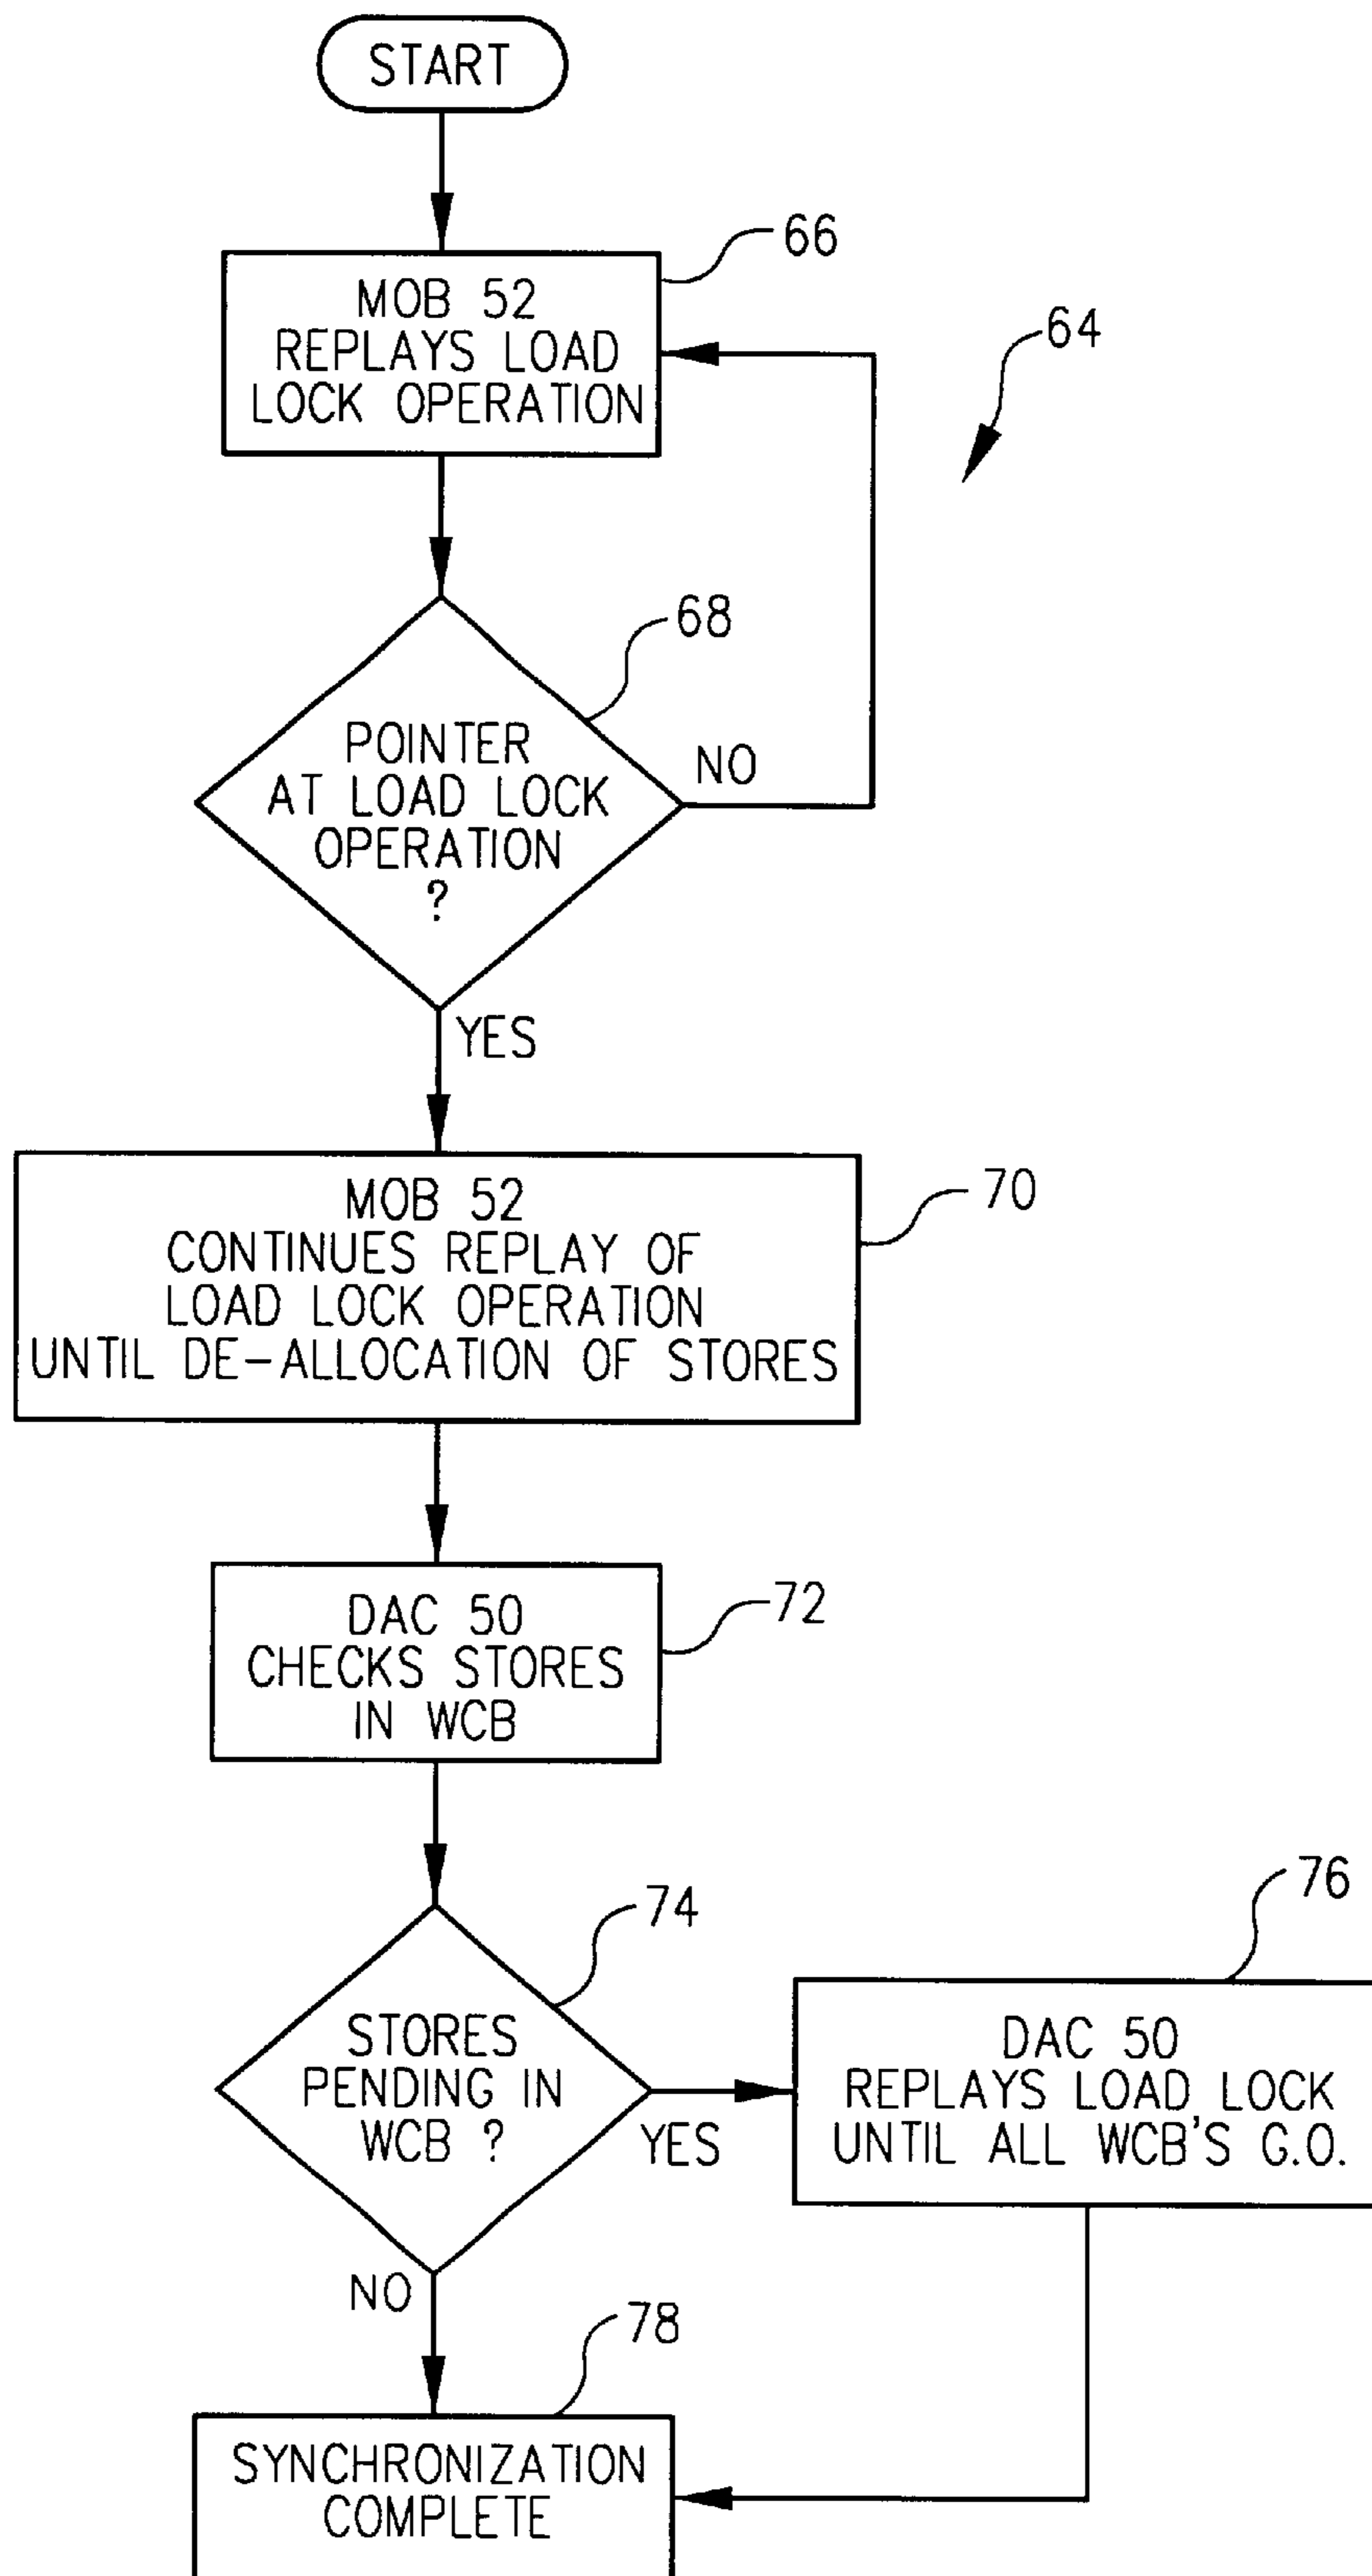 START
66
MOB 52
REPLAYS LOAD
LOCK OPERATION
64
68
POINTER
AT LOAD LOCK
OPERATION
?
NO
YES
70
MOB 52
CONTINUES REPLAY OF
LOAD LOCK OPERATION
UNTIL DE-ALLOCATION OF STORES
72
DAC 50
CHECKS STORES
IN WCB
74
STORES
PENDING IN
WCB ?
YES
76
DAC 50
REPLAYS LOAD LOCK
UNTIL ALL WCB'S G.O.
NO
78
SYNCHRONIZATION
COMPLETE